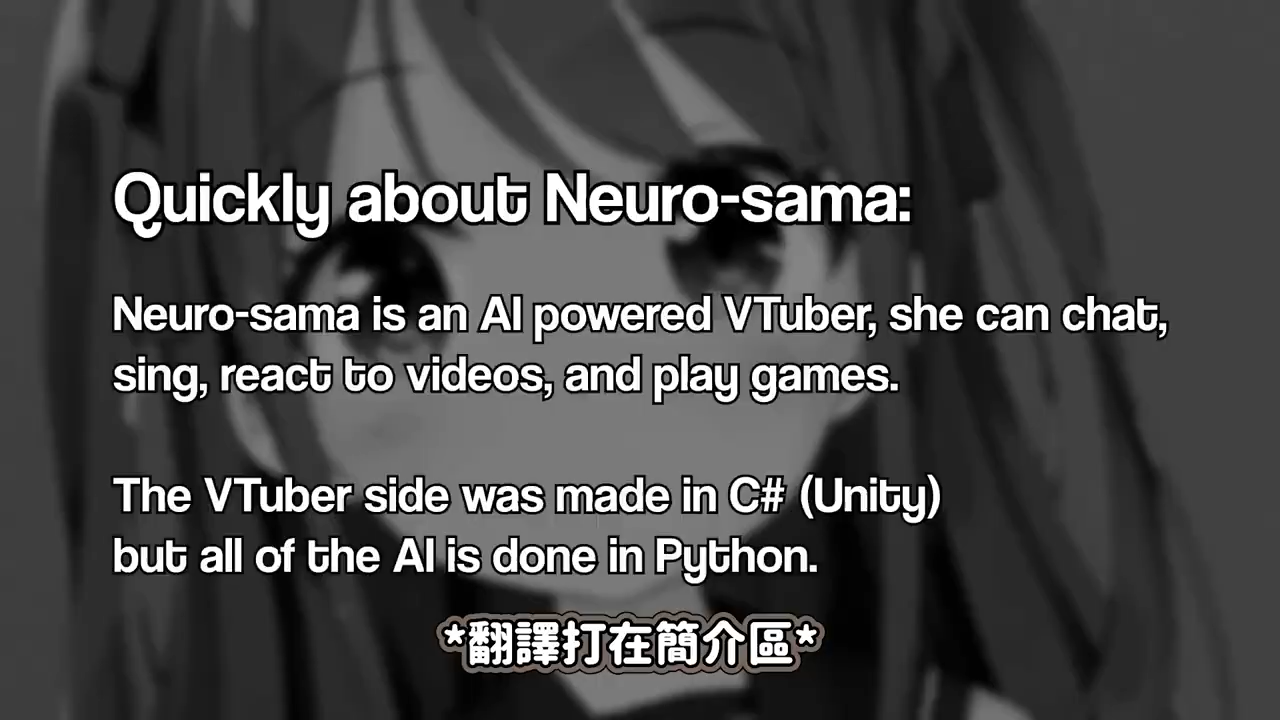 Quickly about Neuro-sama:
Neuro-sama is an AI powered VTuber, she can chat,
sing, react to videos, and play games.
The VTuber side was made in C# (Unity)
but all of the AI is done in Python.
*翻譯打在簡介區*